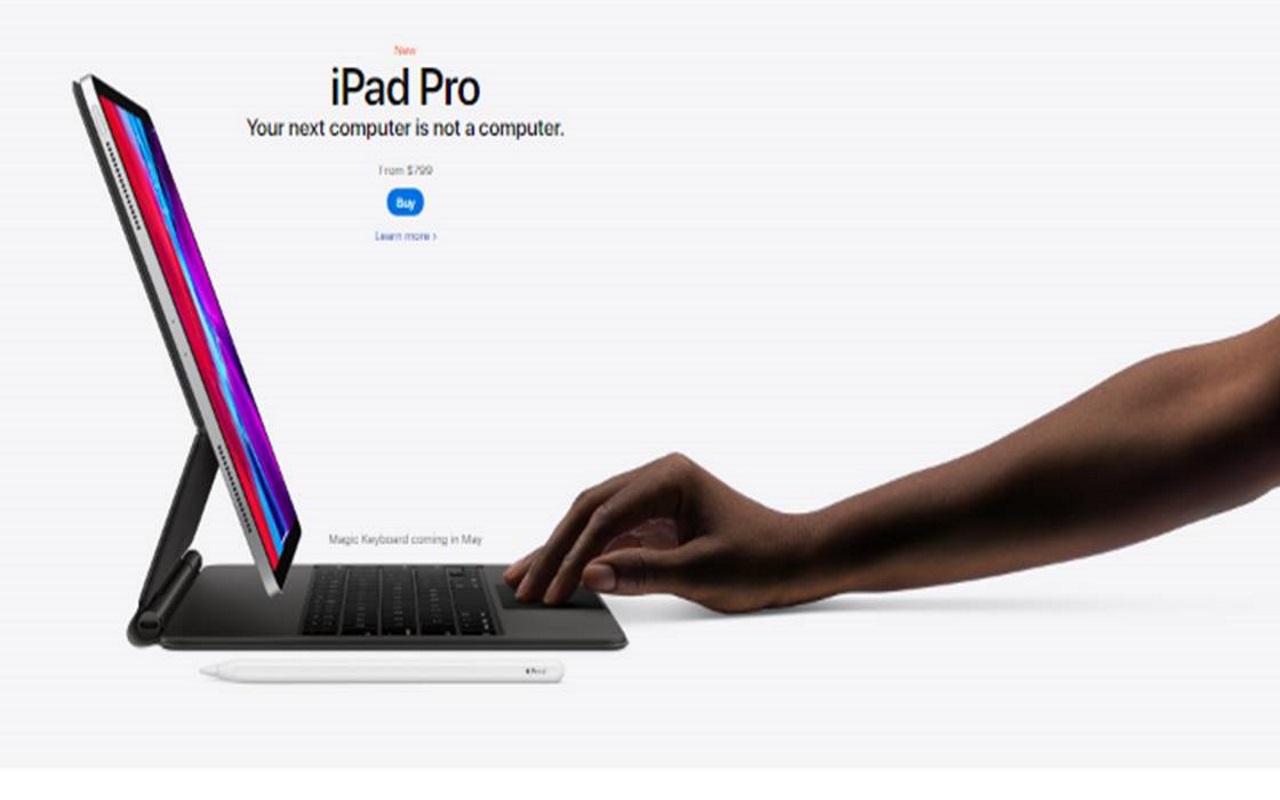 New
iPad Pro
Your next computer is not a computer.
From $799
Buy
Learn more ›
Magic Keyboard coming in May